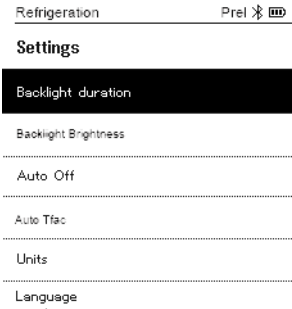 Refrigeration Prel
Settings
Backlight duration
Backlight Brightness
Auto Off
Auto Tfac
Units
Language